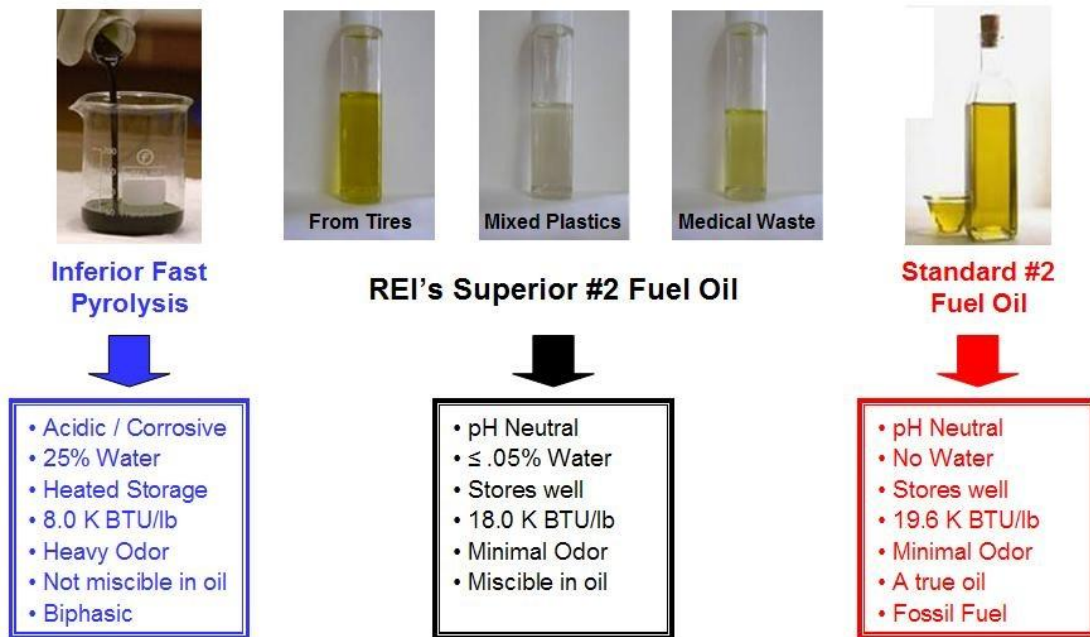 From Tires
Mixed Plastics
Medical Waste
Inferior Fast
Pyrolysis
REI's Superior #2 Fuel Oil
Standard #2
Fuel Oil
• Acidic / Corrosive
• 25% Water
• Heated Storage
• 8.0 K BTU/lb
• Heavy Odor
• Not miscible in oil
• Biphasic
• pH Neutral
• ≤ .05% Water
• Stores well
• 18.0 K BTU/lb
• Minimal Odor
• Miscible in oil
• pH Neutral
• No Water
• Stores well
• 19.6 K BTU/lb
• Minimal Odor
• A true oil
• Fossil Fuel